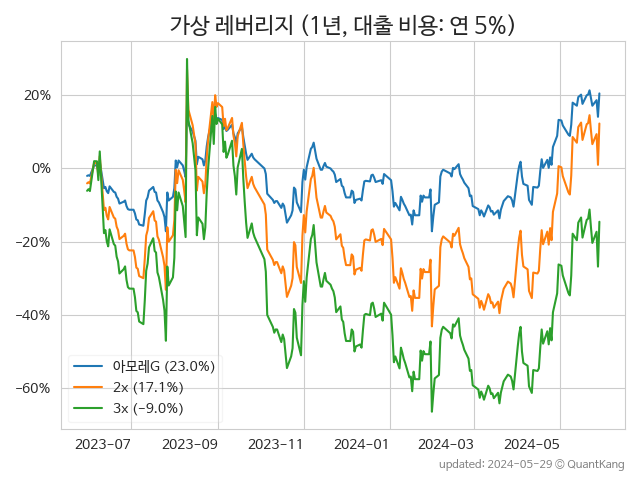 가상 레버리지 (1년, 대출 비용: 연 5%)
20%
0%
−20%
−40%
−60%
아모레G (23.0%)
2x (17.1%)
3x (-9.0%)
2023-07 2023-09 2023-11 2024-01 2024-03 2024-05
updated: 2024-05-29 ⓒ QuantKang